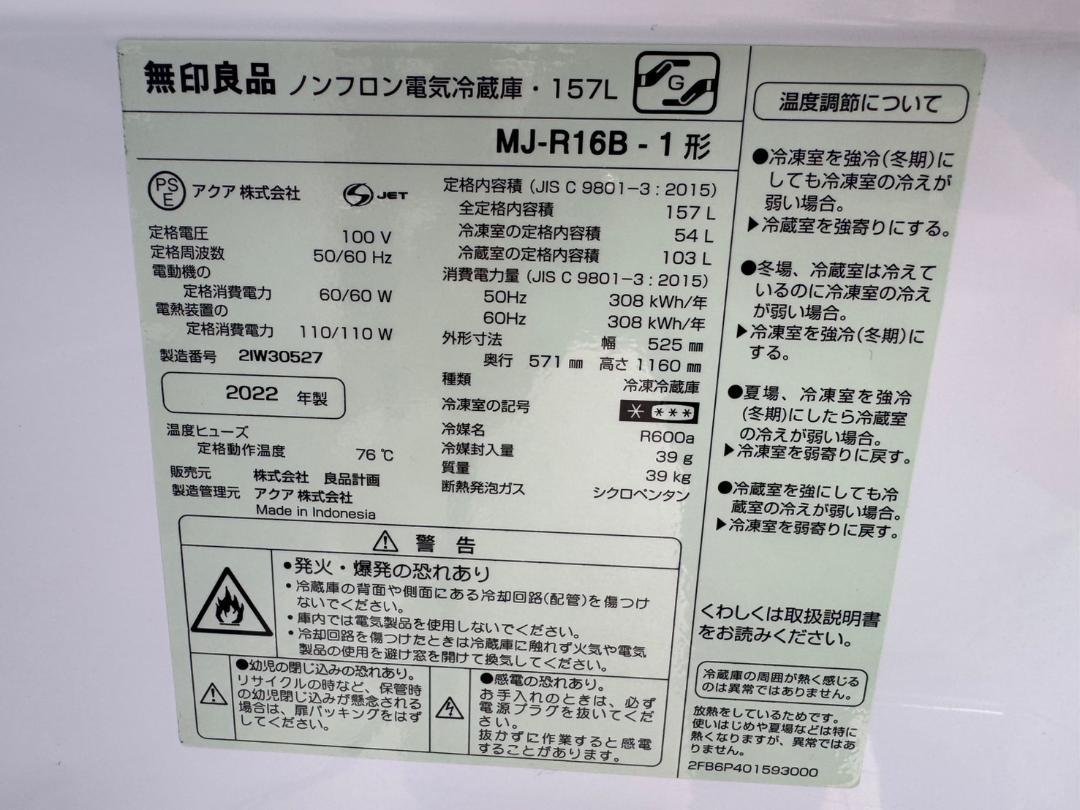 無印良品 ノンフロン電気冷蔵庫・157L
G
MJ-R16B - 1 形
PS
E
アクア 株式会社
S JET
定格電圧 100 V
定格周波数 50/60 Hz
電動機の
定格消費電力 60/60 W
電熱装置の
定格消費電力 110/110 W
製造番号 2IW30527
2022 年製
温度ヒューズ
定格動作温度 76 ℃
販売元 株式会社 良品計画
製造管理元 アクア 株式会社
Made in Indonesia
定格内容積 (JIS C 9801-3 : 2015)
全定格内容積 157 L
冷凍室の定格内容積 54 L
冷蔵室の定格内容積 103 L
消費電力量 (JIS C 9801-3 : 2015)
50Hz 308 kWh/年
60Hz 308 kWh/年
外形寸法 幅 525 ㎜
奥行 571 ㎜ 高さ 1160 ㎜
種類 冷凍冷蔵庫
冷凍室の記号 * ***
冷媒名 R600a
冷媒封入量 39 g
質量 39 kg
断熱発泡ガス シクロペンタン
⚠ 警 告
●発火・爆発の恐れあり
・冷蔵庫の背面や側面にある冷却回路(配管)を傷つけ
ないでください。
・庫内では電気製品を使用しないでください。
・冷却回路を傷つけたときは冷蔵庫に触れず火気や電気
製品の使用を避け窓を開けて換気してください。
●幼児の閉じ込みの恐れあり。
リサイクルの時など、保管時
の幼児閉じ込みが懸念される
場合は、扉パッキングをはず
してください。
●感電の恐れあり。
お手入れのときは、必ず
電源プラグを抜いてくだ
さい。
抜かずに作業すると感電
することがあります。
温度調節について
●冷凍室を強冷(冬期)に
しても冷凍室の冷えが
弱い場合。
▶冷蔵室を強寄りにする。
●冬場、冷蔵室は冷えて
いるのに冷凍室の冷え
が弱い場合。
▶冷凍室を強冷(冬期)に
する。
●夏場、冷凍室を強冷
(冬期)にしたら冷蔵室
の冷えが弱い場合。
▶冷凍室を弱寄りに戻す。
●冷蔵室を強にしても冷
蔵室の冷えが弱い場合。
▶冷凍室を弱寄りに戻す。
くわしくは取扱説明書
をお読みください。
冷蔵庫の周囲が熱く感じる
のは異常ではありません。
放熱をしているためです。
使いはじめや夏場などは特に
熱くなりますが、異常ではあ
りません。
2FB6P401593000